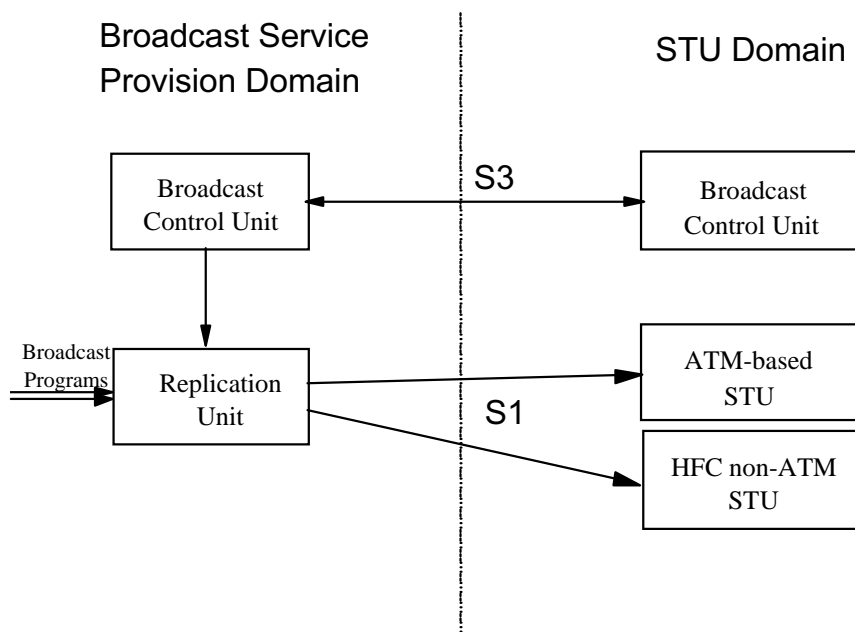 Broadcast Service
Provision Domain
STU Domain
Broadcast
Control Unit
S3
Broadcast
Control Unit
Broadcast
Programs
Replication
Unit
S1
ATM-based
STU
HFC non-ATM
STU